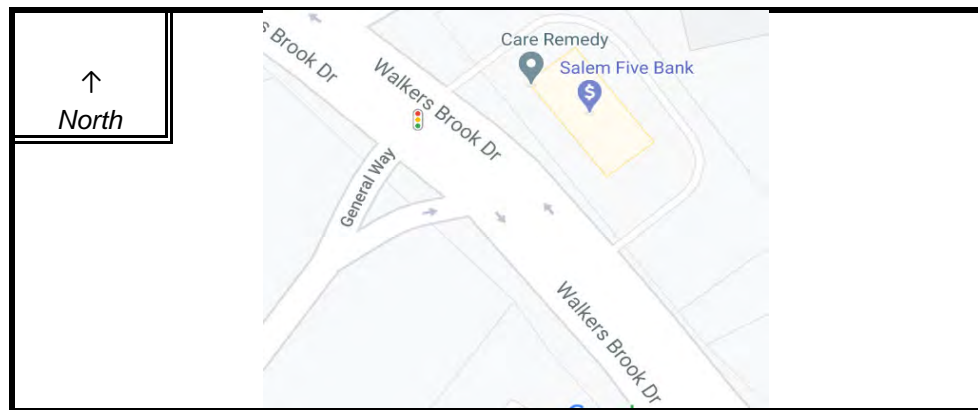 ↑
North
s Brook Dr
Walkers Brook Dr
Care Remedy
Salem Five Bank
$
General Way
Walkers Brook Dr